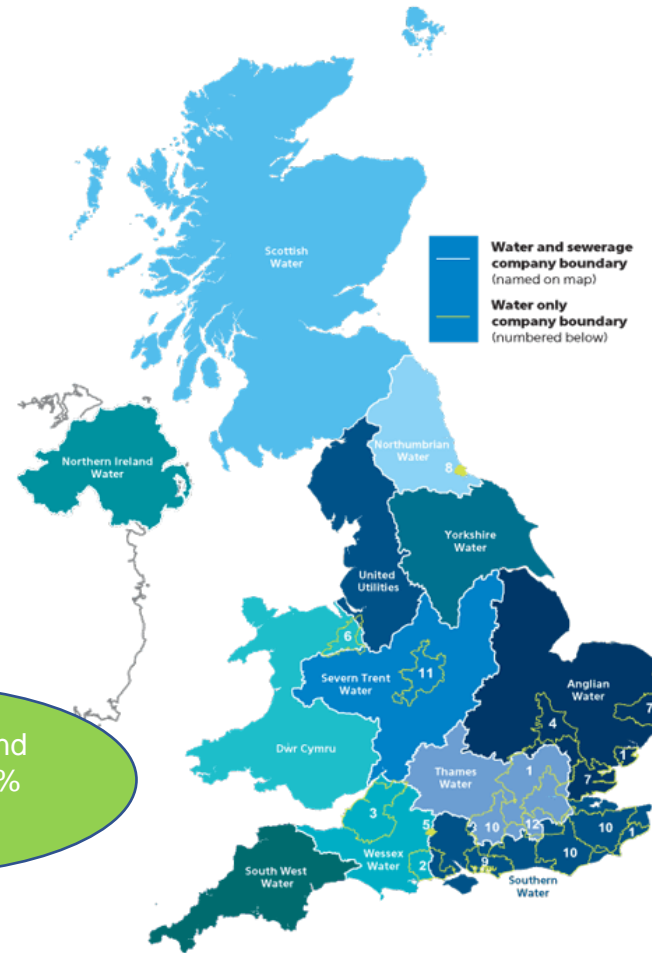 Scottish
Water
Water and sewerage
company boundary
(named on map)
Water only
company boundary
(numbered below)
Northumbrian
Water
8
Northern Ireland
Water
Yorkshire
Water
United
Utilities
6
Severn Trent
Water
11
Anglian
Water
7
4
1
7
Dwr Cymru
Thames
Water
1
nd
%
3
5
10
12
10
1
Wessex
Water
2
9
10
South West
Water
Southern
Water